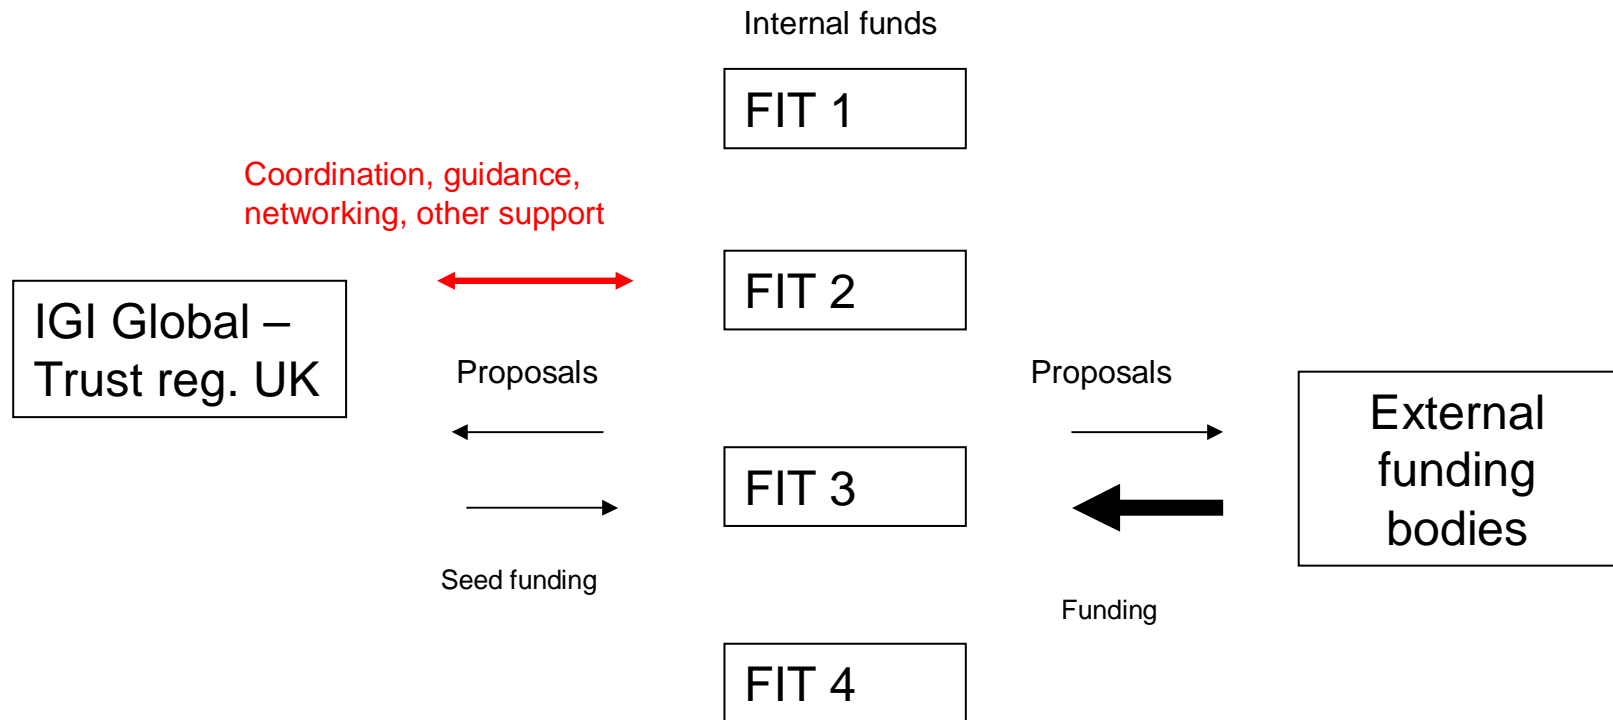 Internal funds
FIT 1
Coordination, guidance,
networking, other support
FIT 2
IGI Global –
Trust reg. UK
Proposals
Proposals
External
funding
bodies
FIT 3
Seed funding
Funding
FIT 4